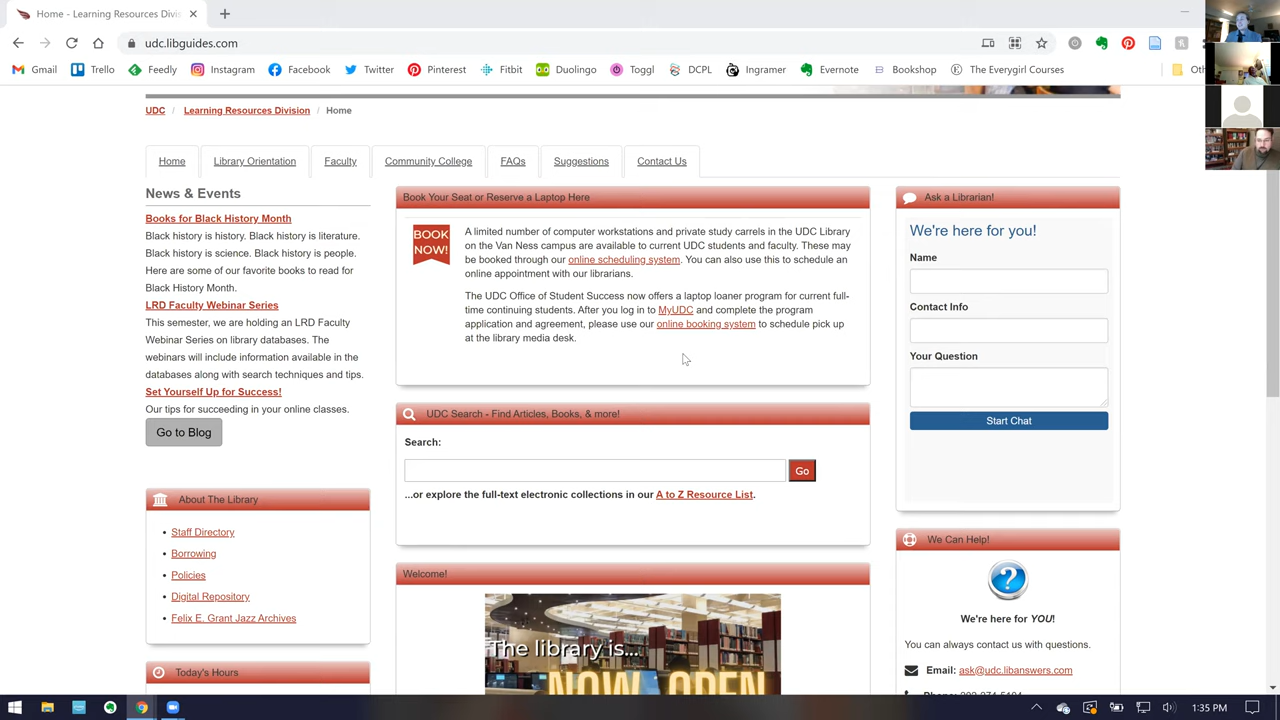 Home - Learning Resources Divis
udc.libguides.com
Gmail Trello Feedly Instagram Facebook Twitter Pinterest Fitbit Duolingo Toggl DCPL Ingramer Evernote Bookshop The Everygirl Courses
UDC / Learning Resources Division / Home
Home Library Orientation Faculty Community College FAQs Suggestions Contact Us
News & Events
Books for Black History Month
Black history is history. Black history is literature.
Black history is science. Black history is people.
Here are some of our favorite books to read for
Black History Month.
LRD Faculty Webinar Series
This semester, we are holding an LRD Faculty
Webinar Series on library databases. The
webinars will include information available in the
databases along with search techniques and tips.
Set Yourself Up for Success!
Our tips for succeeding in your online classes.
Go to Blog
About The Library
Staff Directory
Borrowing
Policies
Digital Repository
Felix E. Grant Jazz Archives
Today's Hours
Book Your Seat or Reserve a Laptop Here
BOOK
NOW!
A limited number of computer workstations and private study carrels in the UDC Library
on the Van Ness campus are available to current UDC students and faculty. These may
be booked through our online scheduling system. You can also use this to schedule an
online appointment with our librarians.
The UDC Office of Student Success now offers a laptop loaner program for current full-
time continuing students. After you log in to MyUDC and complete the program
application and agreement, please use our online booking system to schedule pick up
at the library media desk.
UDC Search - Find Articles, Books, & more!
Search:
Go
...or explore the full-text electronic collections in our A to Z Resource List.
Welcome!
The library is...
NOW OPEN
Ask a Librarian!
We're here for you!
Name
Contact Info
Your Question
Start Chat
We Can Help!
We're here for YOU!
You can always contact us with questions.
Email: ask@udc.libanswers.com
1:35 PM